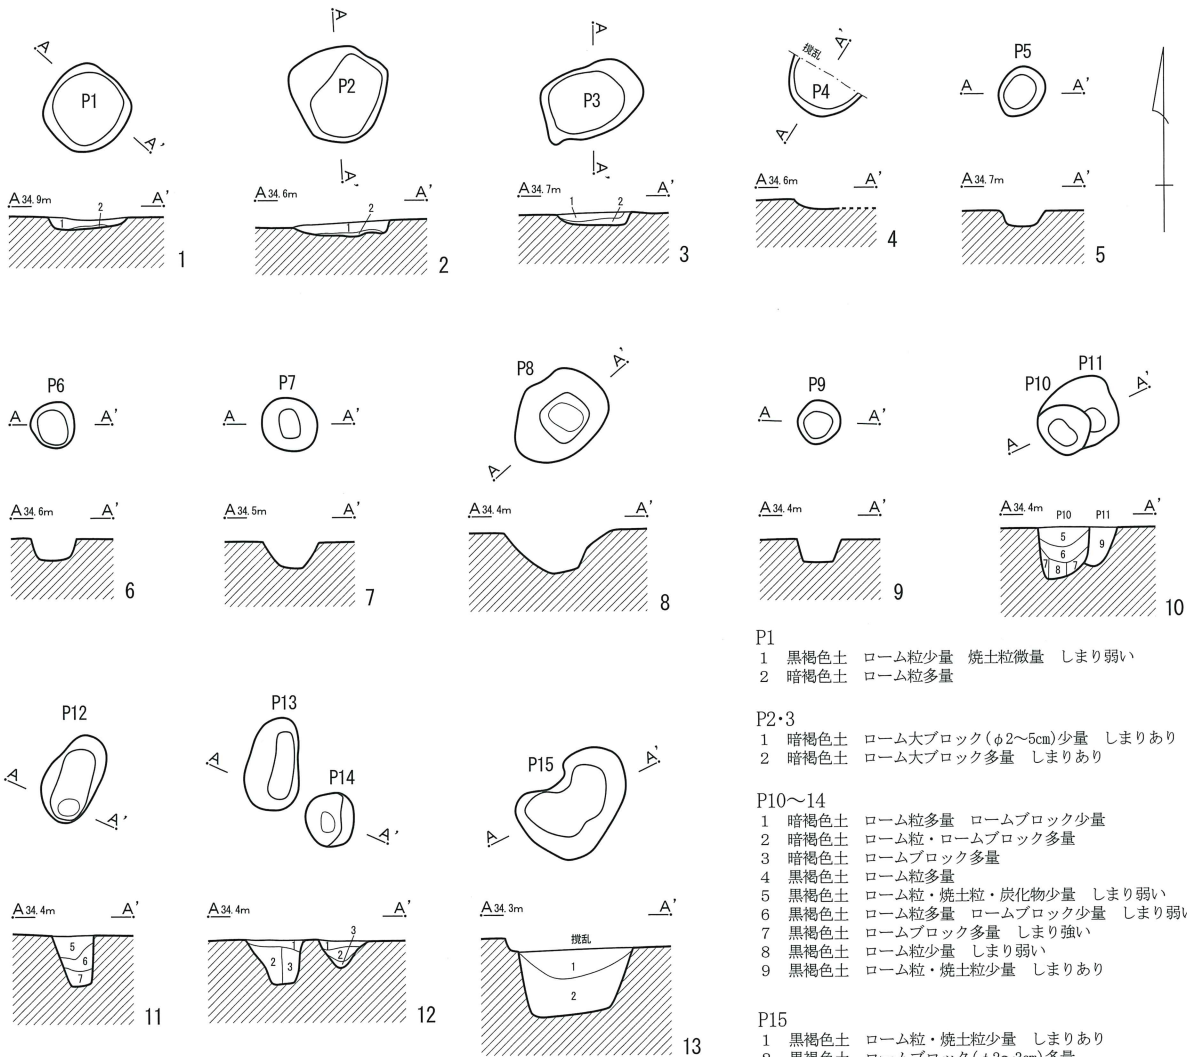 A A' P1
A A' P2
A A' P3
撹乱 A A' P4
P5 A A'
A 34.9m A' 2 1 1
A 34.6m A' 1 2 2
A 34.7m A' 1 2 3
A 34.6m A' 4
A 34.7m A' 5
P6 A A'
P7 A A'
P8 A A'
P9 A A'
P10 P11 A A'
A 34.6m A' 6
A 34.5m A' 7
A 34.4m A' 8
A 34.4m A' 9
A 34.4m P10 P11 A' 5 6 7 8 7 9 10
P12 A A'
P13 P14 A A'
P15 A A'
A 34.4m A' 5 6 7 11
A 34.4m A' 1 2 3 1 2 3 12
A 34.3m A' 撹乱 1 2 13
P1
1 黒褐色土 ローム粒少量 焼土粒微量 しまり弱い
2 暗褐色土 ローム粒多量
P2・3
1 暗褐色土 ローム大ブロック(φ2～5㎝)少量 しまりあり
2 暗褐色土 ローム大ブロック多量 しまりあり
P10～14
1 暗褐色土 ローム粒多量 ロームブロック少量
2 暗褐色土 ローム粒・ロームブロック多量
3 暗褐色土 ロームブロック多量
4 黒褐色土 ローム粒多量
5 黒褐色土 ローム粒・焼土粒・炭化物少量 しまり弱い
6 黒褐色土 ローム粒多量 ロームブロック少量 しまり弱い
7 黒褐色土 ロームブロック多量 しまり強い
8 黒褐色土 ローム粒少量 しまり弱い
9 黒褐色土 ローム粒・焼土粒少量 しまりあり
P15
1 黒褐色土 ローム粒・焼土粒少量 しまりあり
2 黒褐色土 ロームブロック(φ2～3㎝)多量